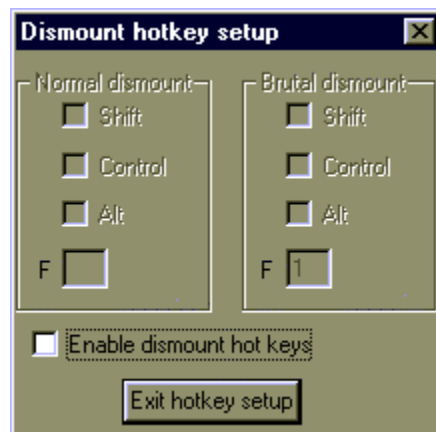 Dismount hotkey setup
Normal dismount
Shift
Control
Alt
F
Brutal dismount
Shift
Control
Alt
F 1
Enable dismount hot keys
Exit hotkey setup